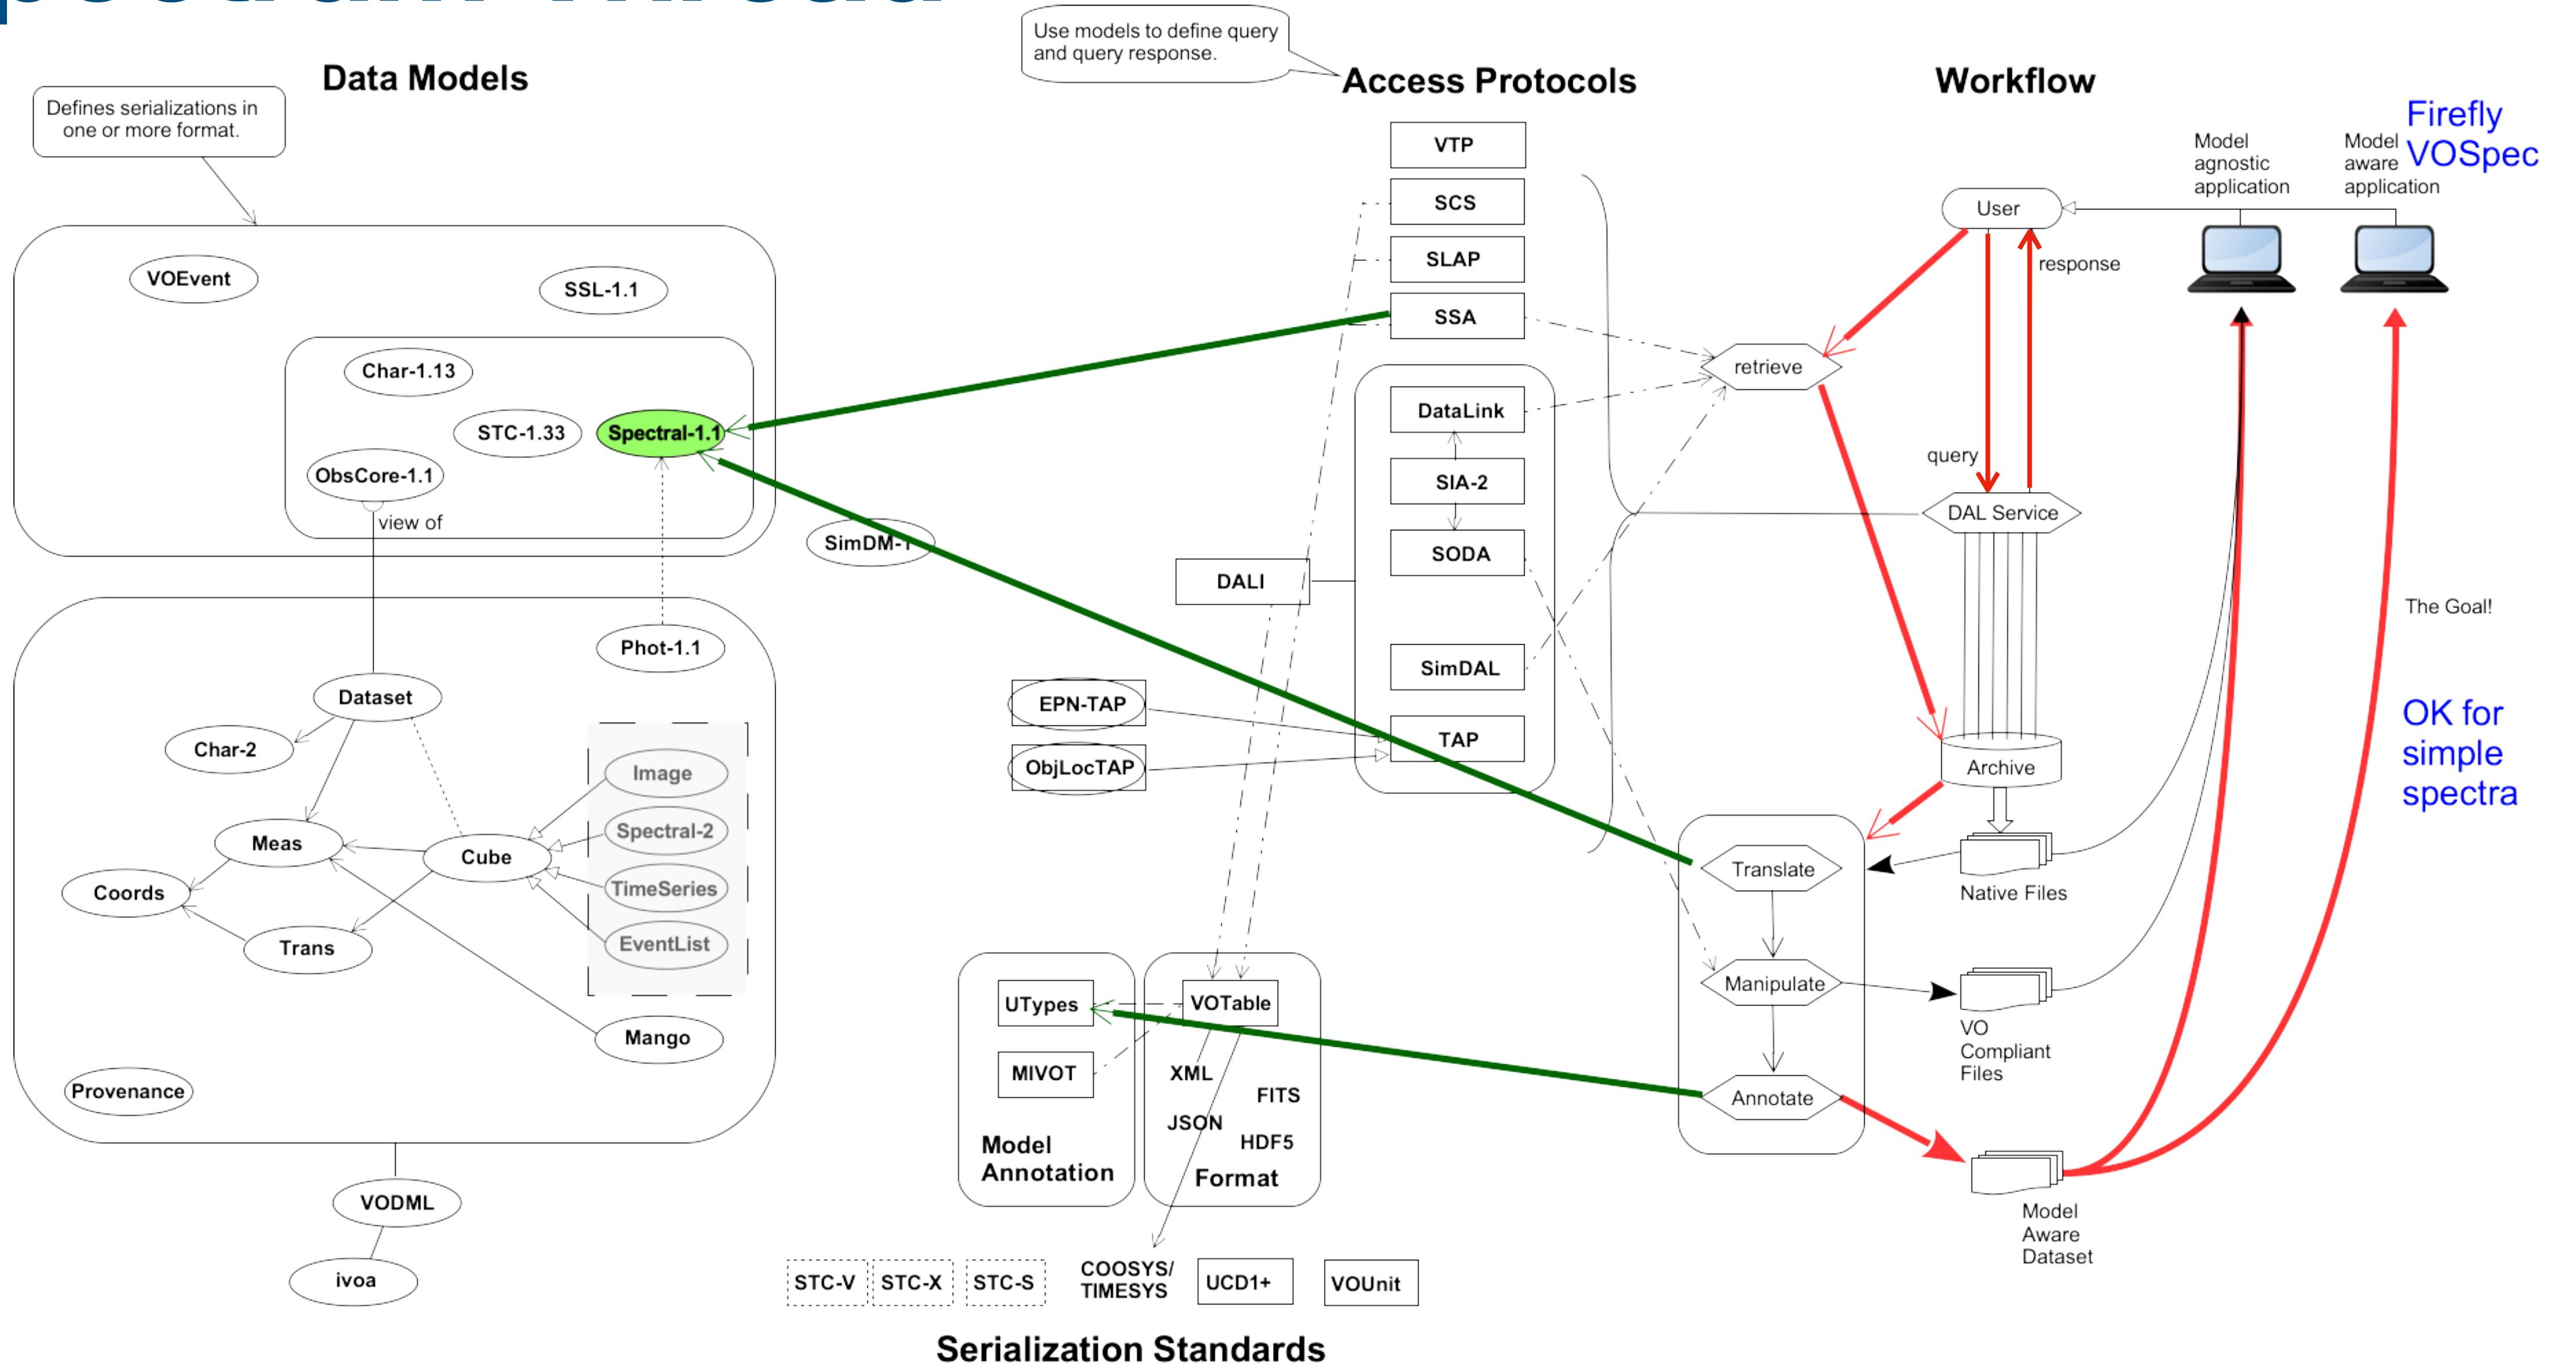 Use models to define query
and query response.
Data Models
Access Protocols
Workflow
Defines serializations in
one or more format.
Firefly
VOSpec
Model
agnostic
application
Model
aware
application
VTP
SCS
SLAP
SSA
User
response
VOEvent
SSL-1.1
Char-1.13
STC-1.33
Spectral-1.1
ObsCore-1.1
view of
SimDM-1
retrieve
DataLink
SIA-2
SODA
DALI
SimDAL
TAP
EPN-TAP
ObjLocTAP
query
DAL Service
The Goal!
OK for
simple
spectra
Archive
Native Files
Phot-1.1
Dataset
Char-2
Image
Spectral-2
TimeSeries
EventList
Meas
Cube
Coords
Trans
Mango
Provenance
VODML
ivoa
Translate
Manipulate
Annotate
VO
Compliant
Files
Model
Aware
Dataset
UTypes
MIVOT
Model
Annotation
VOTable
XML
FITS
JSON
HDF5
Format
STC-V
STC-X
STC-S
COOSYS/
TIMESYS
UCD1+
VOUnit
Serialization Standards